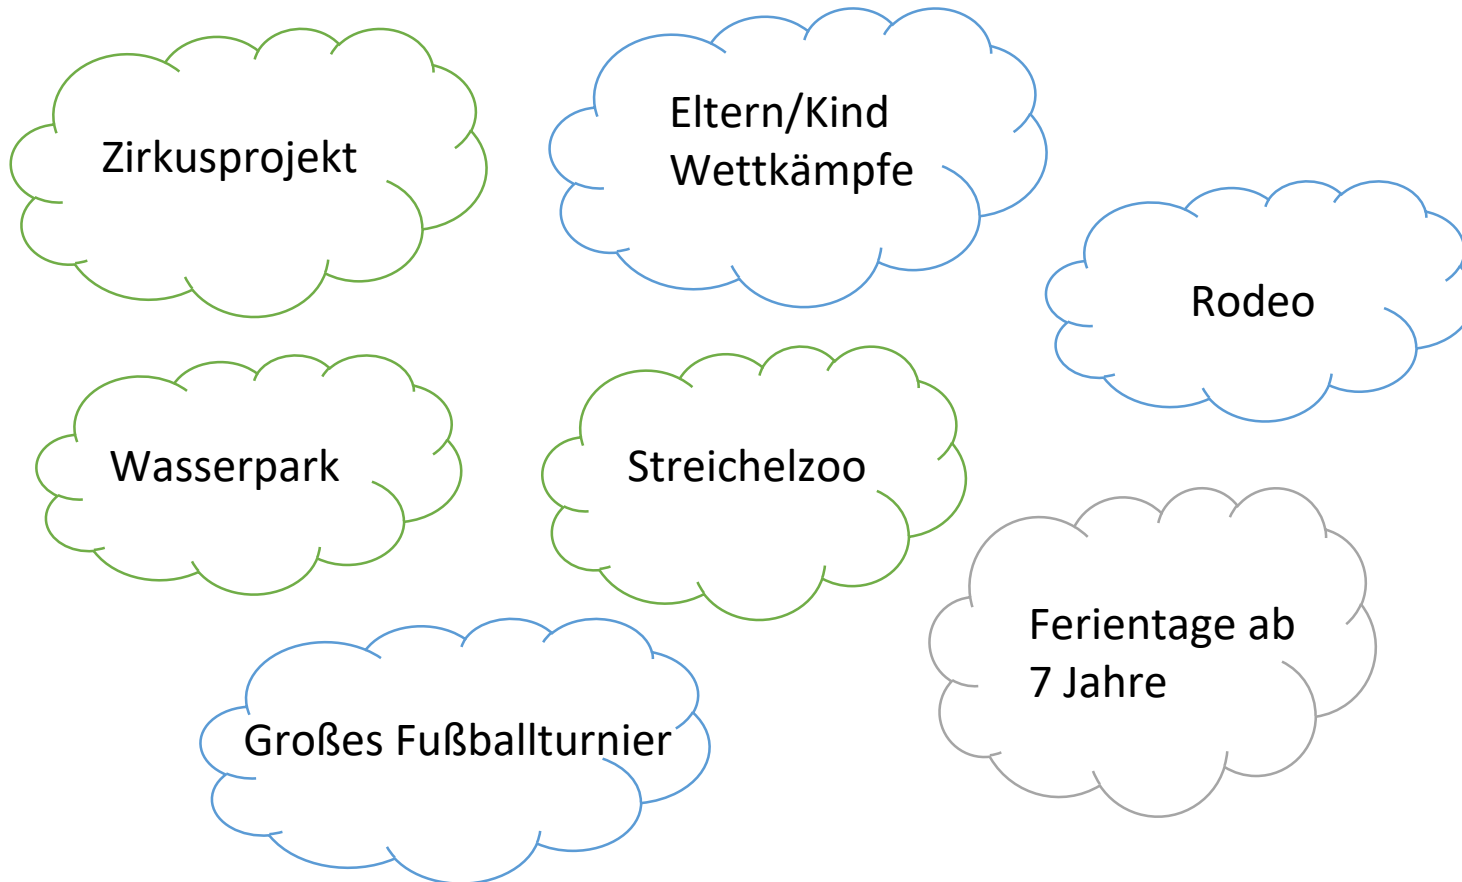 Zirkusprojekt
Eltern/Kind
Wettkämpfe
Rodeo
Wasserpark
Streichelzoo
Ferientage ab
7 Jahre
Großes Fußballturnier